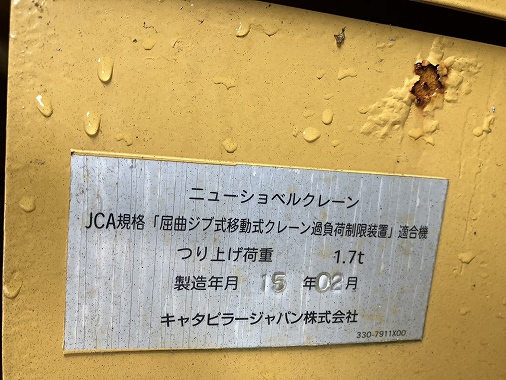 ニューショベルクレーン
JCA規格「屈曲ジブ式移動式クレーン過負荷制限装置」適合機
つり上げ荷重 1.7t
製造年月 15 年02月
キャタピラージャパン株式会社
330-7911X00